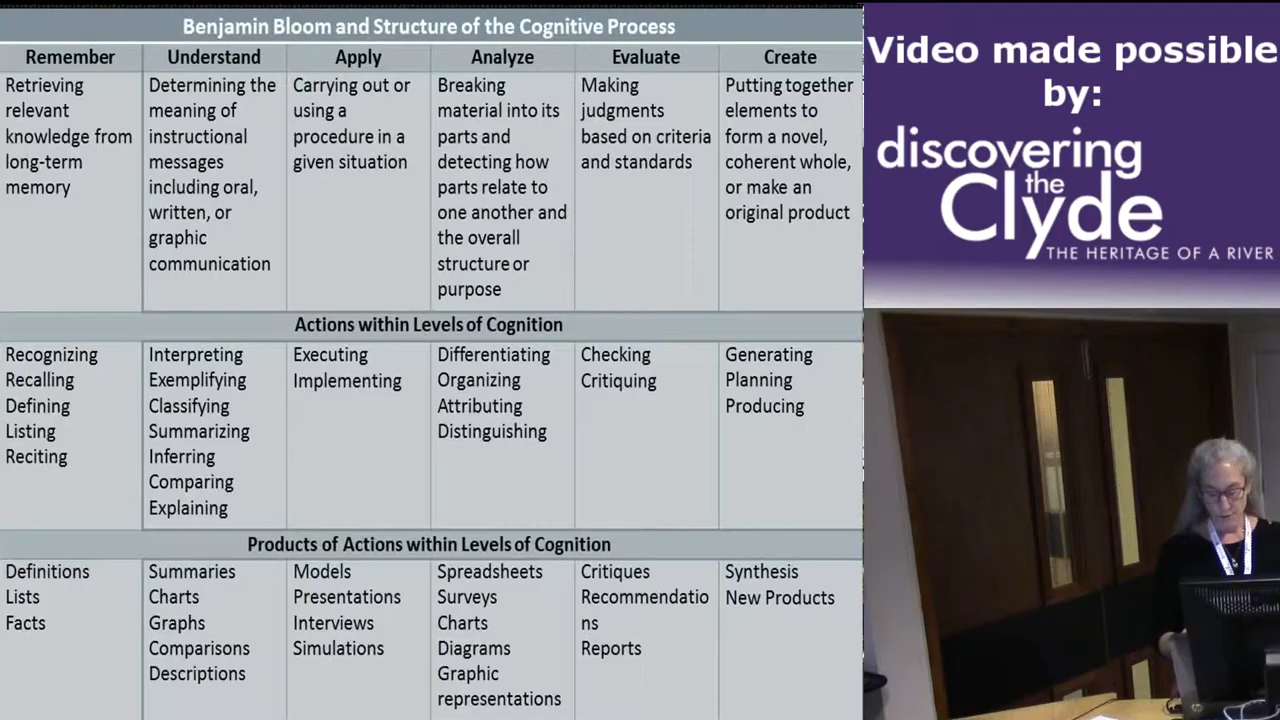 Benjamin Bloom and Structure of the Cognitive Process
Remember
Understand
Apply
Analyze
Evaluate
Create
Retrieving
relevant
knowledge from
long-term
memory
Determining the
meaning of
instructional
messages
including oral,
written, or
graphic
communication
Carrying out or
using a
procedure in a
given situation
Breaking
material into its
parts and
detecting how
parts relate to
one another and
the overall
structure or
purpose
Making
judgments
based on criteria
and standards
Putting together
elements to
form a novel,
coherent whole,
or make an
original product
Actions within Levels of Cognition
Recognizing
Recalling
Defining
Listing
Reciting
Interpreting
Exemplifying
Classifying
Summarizing
Inferring
Comparing
Explaining
Executing
Implementing
Differentiating
Organizing
Attributing
Distinguishing
Checking
Critiquing
Generating
Planning
Producing
Products of Actions within Levels of Cognition
Definitions
Lists
Facts
Summaries
Charts
Graphs
Comparisons
Descriptions
Models
Presentations
Interviews
Simulations
Spreadsheets
Surveys
Charts
Diagrams
Graphic
representations
Critiques
Recommendatio
ns
Reports
Synthesis
New Products
Video made possible
by:
discovering
the
Clyde
THE HERITAGE OF A RIVER